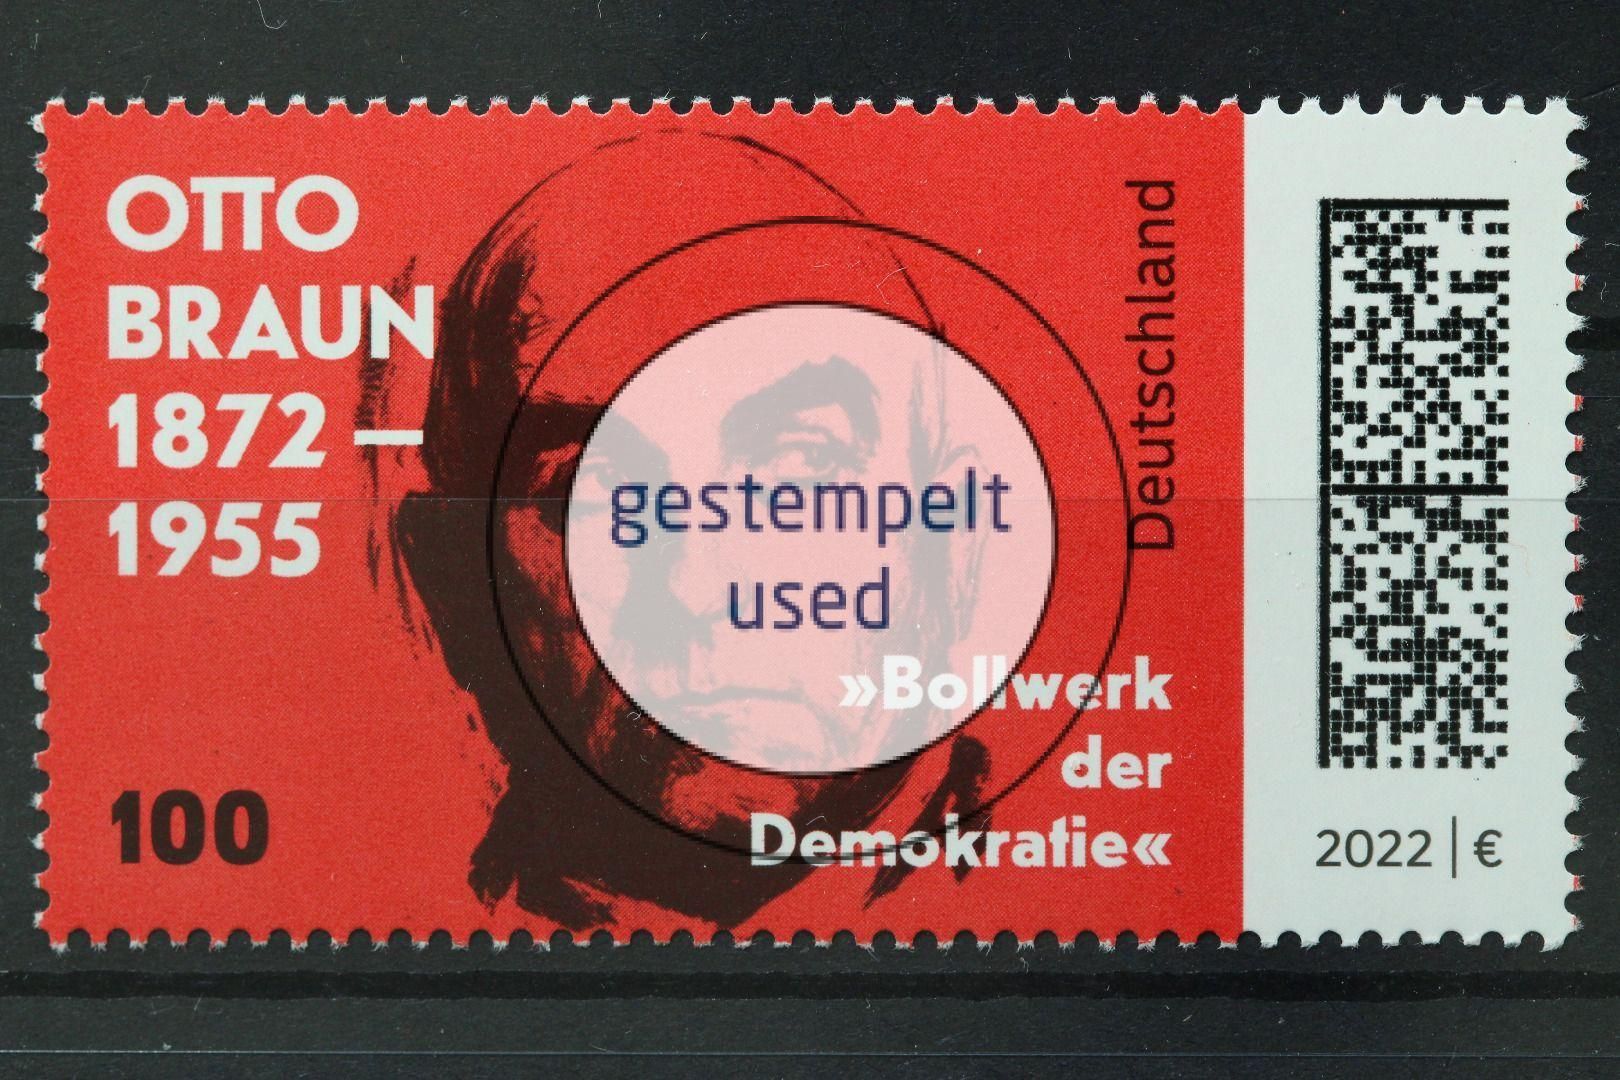 OTTO
BRAUN
1872 —
1955
100
Deutschland
gestempelt
used
»Bollwerk
der
Demokratie«
2022 | €